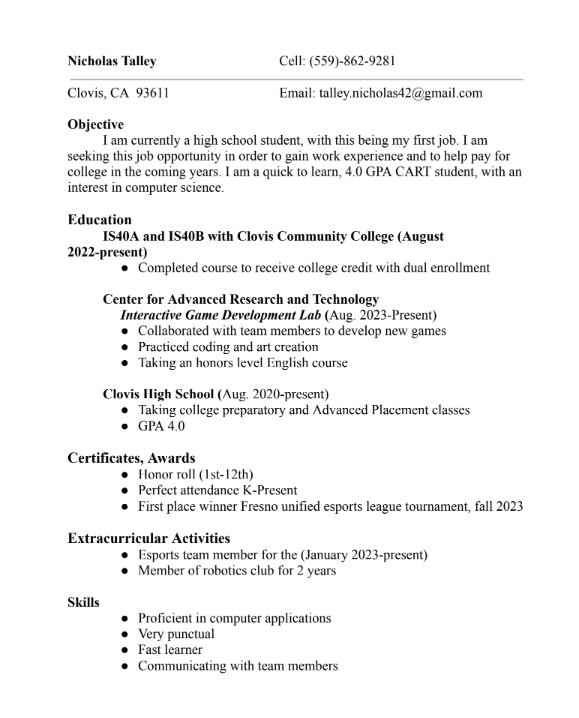 Nicholas Talley Cell: (559)-862-9281
Clovis, CA 93611 Email: talley.nicholas42@gmail.com
Objective
I am currently a high school student, with this being my first job. I am
seeking this job opportunity in order to gain work experience and to help pay for
college in the coming years. I am a quick to learn, 4.0 GPA CART student, with an
interest in computer science.
Education
IS40A and IS40B with Clovis Community College (August
2022-present)
● Completed course to receive college credit with dual enrollment
Center for Advanced Research and Technology
Interactive Game Development Lab (Aug. 2023-Present)
● Collaborated with team members to develop new games
● Practiced coding and art creation
● Taking an honors level English course
Clovis High School (Aug. 2020-present)
● Taking college preparatory and Advanced Placement classes
● GPA 4.0
Certificates, Awards
● Honor roll (1st-12th)
● Perfect attendance K-Present
● First place winner Fresno unified esports league tournament, fall 2023
Extracurricular Activities
● Esports team member for the (January 2023-present)
● Member of robotics club for 2 years
Skills
● Proficient in computer applications
● Very punctual
● Fast learner
● Communicating with team members